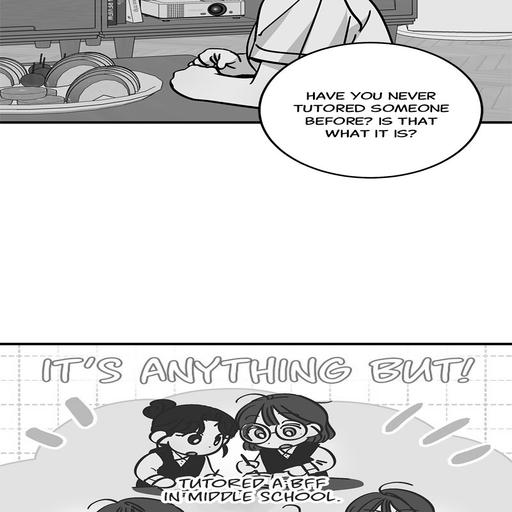 HAVE YOU NEVER
TUTORED SOMEONE
BEFORE? IS THAT
WHAT IT IS?
IT'S ANYTHING BUT!
TUTORED A BFF
IN MIDDLE SCHOOL.